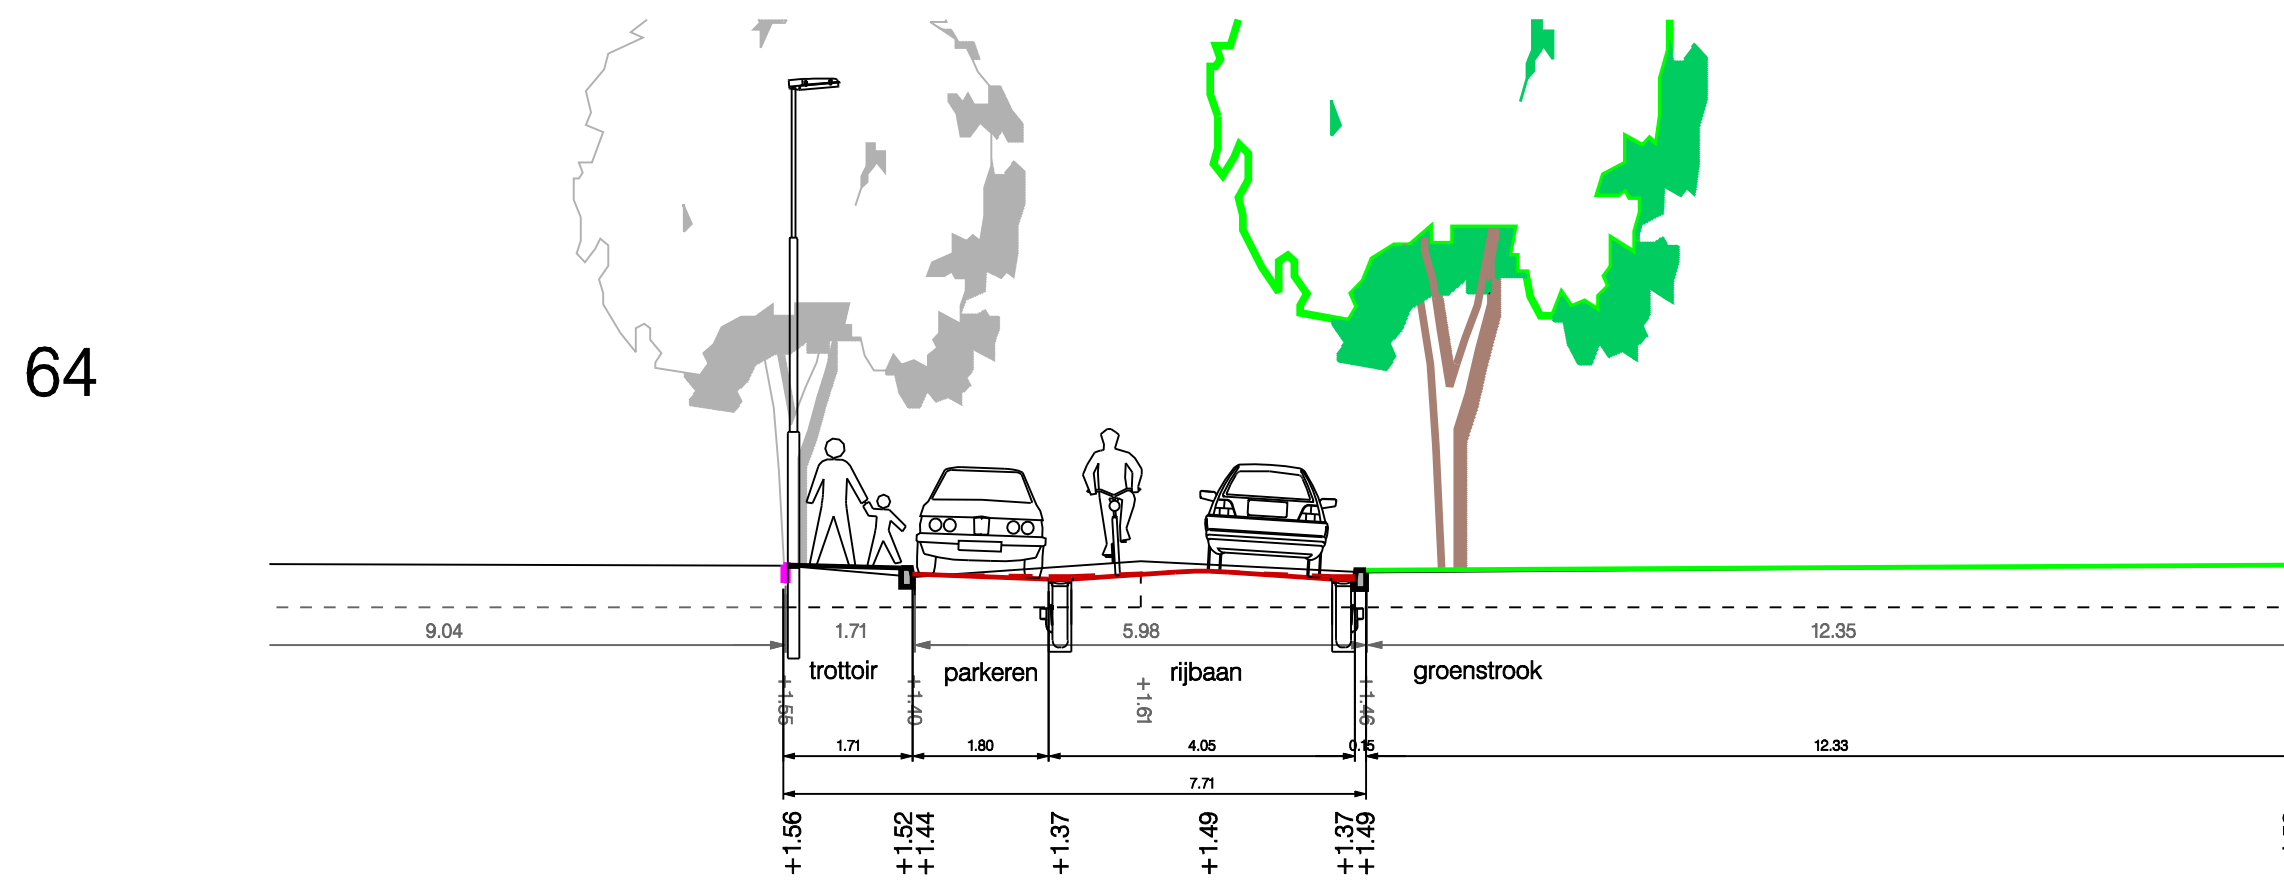 64
9.04 1.71 5.98 12.35
trottoir parkeren rijbaan groenstrook
+1.40 +1.61 +1.46
1.71 1.80 4.05 0.15 12.33
7.71
+1.56 +1.52 +1.44 +1.37 +1.49 +1.37 +1.49